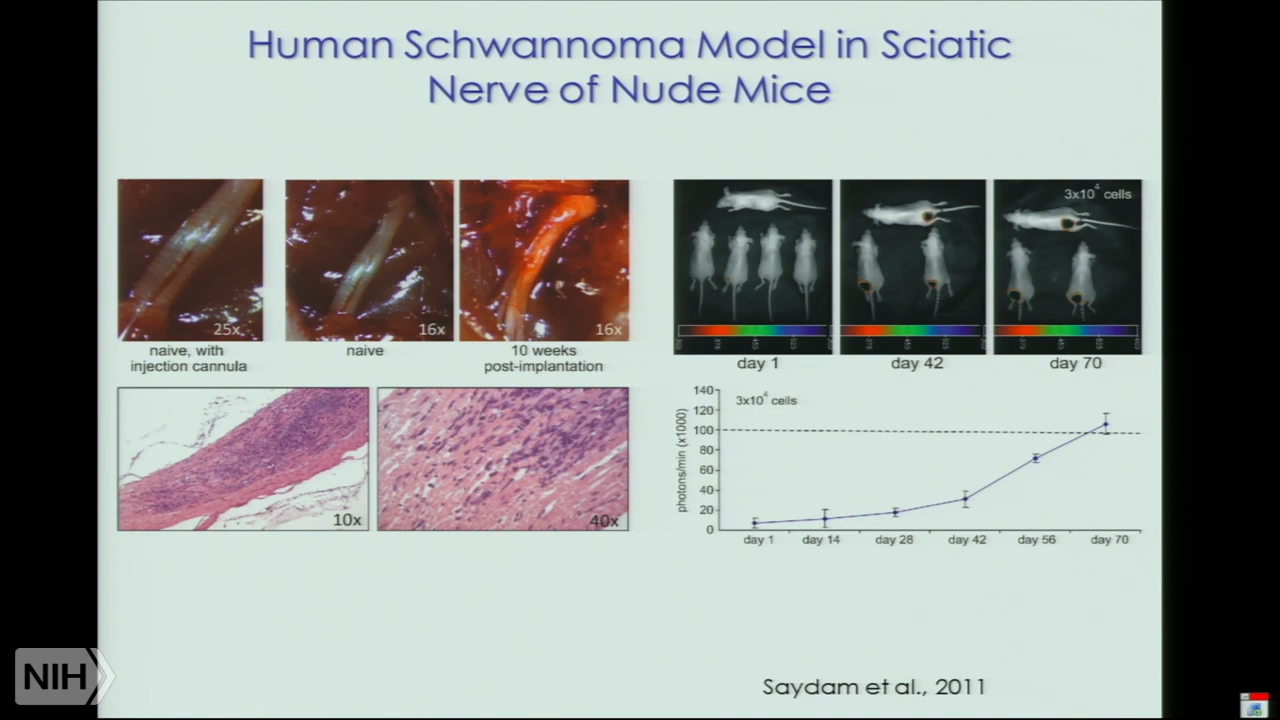 Human Schwannoma Model in Sciatic
Nerve of Nude Mice
25x
16x
16x
naive, with
injection cannula
naive
10 weeks
post-implantation
10x
40x
3x10^4 cells
day 1
day 42
day 70
3x10^4 cells
photons/min (x1000)
140
120
100
80
60
40
20
0
day 1
day 14
day 28
day 42
day 56
day 70
Saydam et al., 2011
NIH